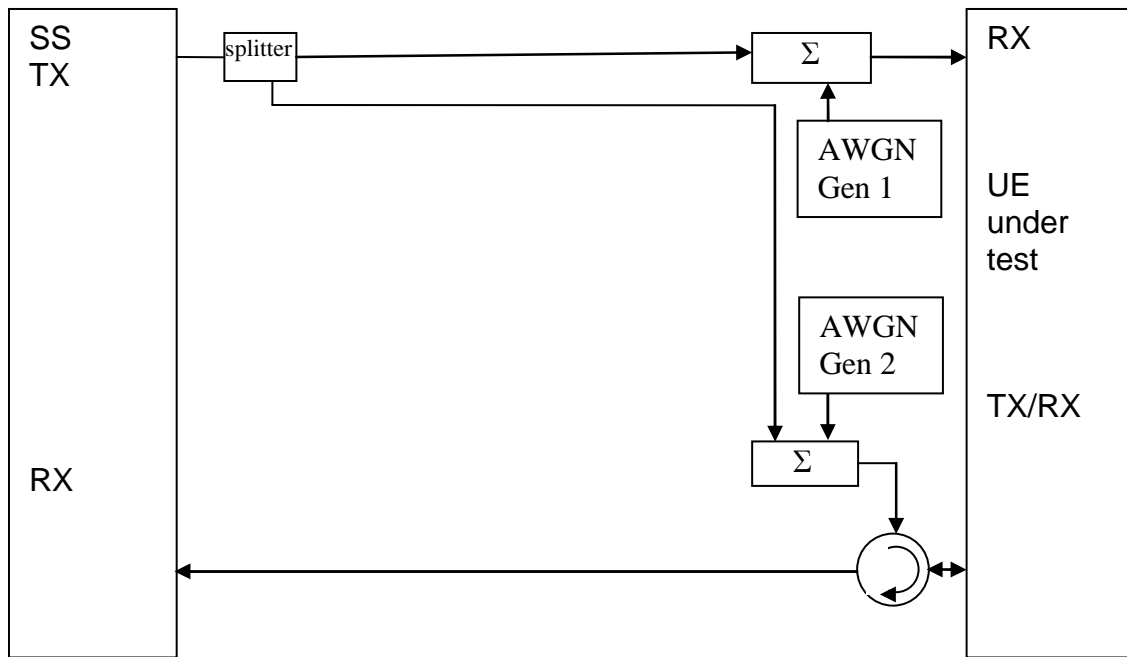 SS
TX
splitter
Σ
RX
AWGN
Gen 1
UE
under
test
AWGN
Gen 2
TX/RX
Σ
RX